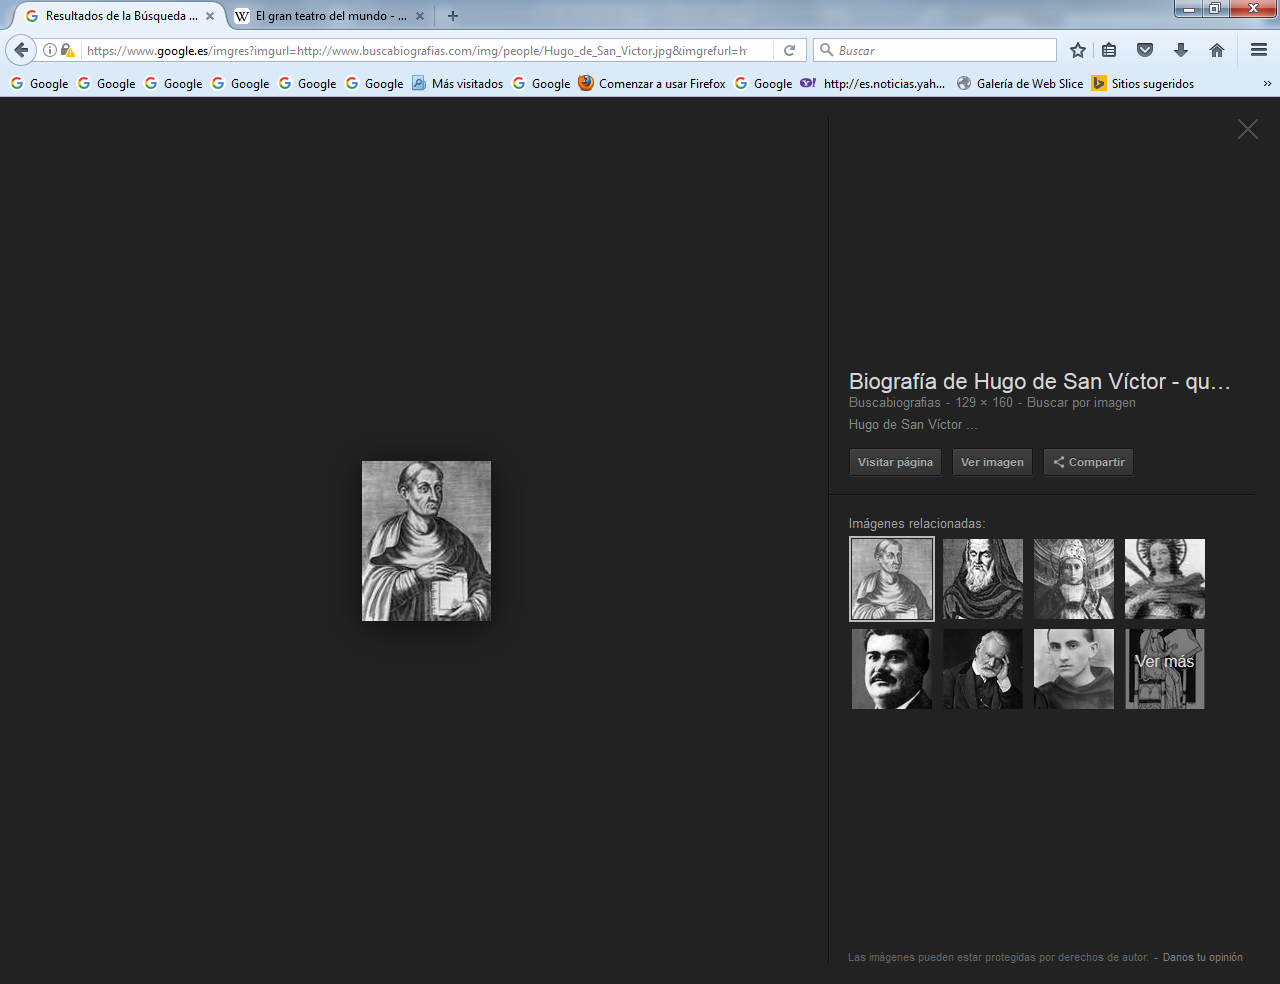 Resultados de la Búsqueda ...
El gran teatro del mundo - ...
https://www.google.es/imgres?imgurl=http://www.buscabiografias.com/img/people/Hugo_de_San_Victor.jpg&imgrefurl=h
Buscar
Google Google Google Google Google Google Más visitados Google Comenzar a usar Firefox Google http://es.noticias.yah... Galería de Web Slice Sitios sugeridos »
Biografía de Hugo de San Víctor - qu...
Buscabiografias - 129 × 160 - Buscar por imagen
Hugo de San Víctor ...
Visitar página Ver imagen Compartir
Imágenes relacionadas:
Ver más
Las imágenes pueden estar protegidas por derechos de autor. - Danos tu opinión